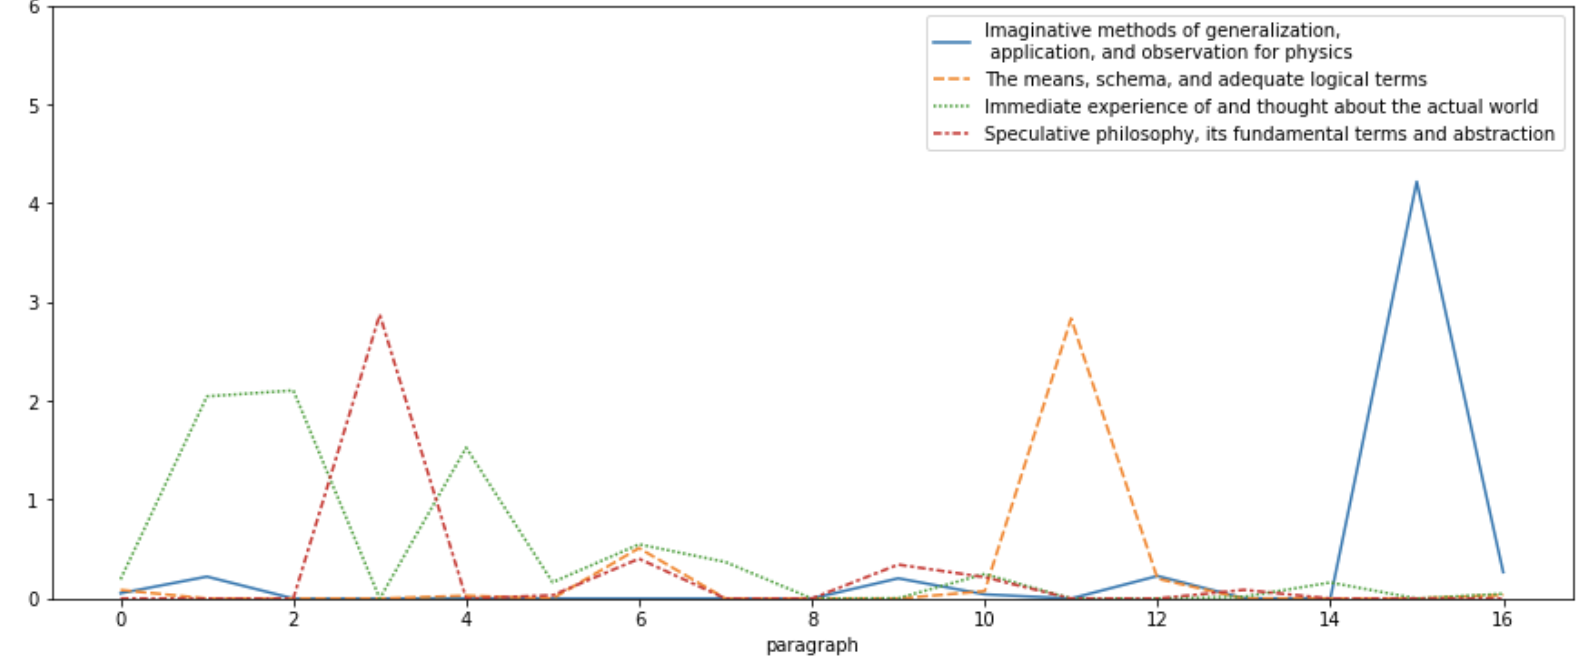 6
5
4
3
2
1
0
Imaginative methods of generalization,
application, and observation for physics
The means, schema, and adequate logical terms
Immediate experience of and thought about the actual world
Speculative philosophy, its fundamental terms and abstraction
0 2 4 6 8 10 12 14 16
paragraph